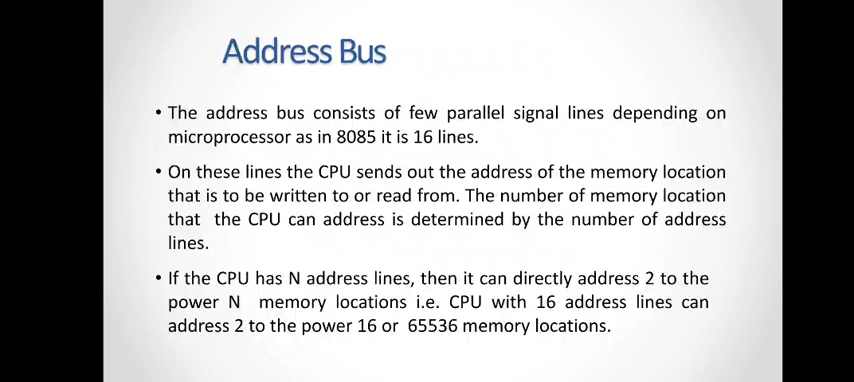 Address Bus
• The address bus consists of few parallel signal lines depending on
microprocessor as in 8085 it is 16 lines.
• On these lines the CPU sends out the address of the memory location
that is to be written to or read from. The number of memory location
that the CPU can address is determined by the number of address
lines.
• If the CPU has N address lines, then it can directly address 2 to the
power N memory locations i.e. CPU with 16 address lines can
address 2 to the power 16 or 65536 memory locations.